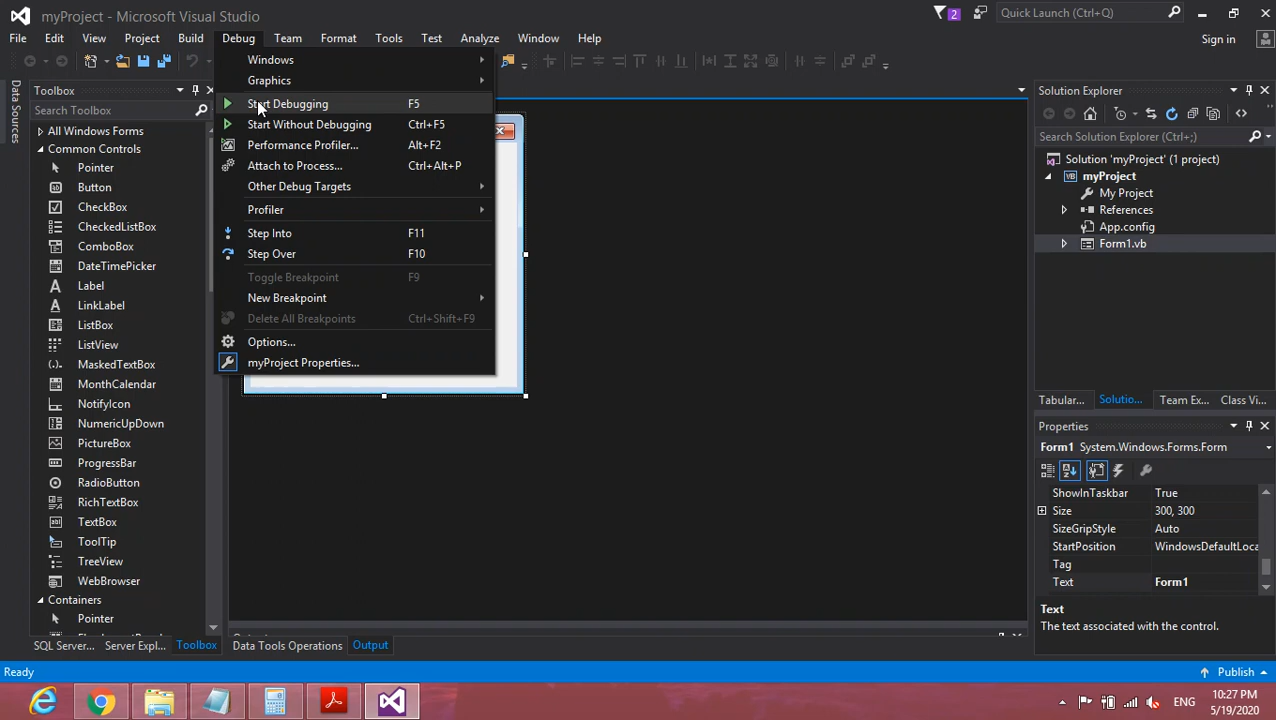 myProject - Microsoft Visual Studio
2
Quick Launch (Ctrl+Q)
File Edit View Project Build Debug Team Format Tools Test Analyze Window Help
Sign in
Data Sources
Toolbox
Search Toolbox
All Windows Forms
Common Controls
Pointer
Button
CheckBox
CheckedListBox
ComboBox
DateTimePicker
Label
LinkLabel
ListBox
ListView
MaskedTextBox
MonthCalendar
NotifyIcon
NumericUpDown
PictureBox
ProgressBar
RadioButton
RichTextBox
TextBox
ToolTip
TreeView
WebBrowser
Containers
Pointer
SQL Server... Server Expl... Toolbox
Windows
Graphics
Start Debugging F5
Start Without Debugging Ctrl+F5
Performance Profiler... Alt+F2
Attach to Process... Ctrl+Alt+P
Other Debug Targets
Profiler
Step Into F11
Step Over F10
Toggle Breakpoint F9
New Breakpoint
Delete All Breakpoints Ctrl+Shift+F9
Options...
myProject Properties...
Data Tools Operations Output
Solution Explorer
Search Solution Explorer (Ctrl+;)
Solution 'myProject' (1 project)
VB myProject
My Project
References
App.config
Form1.vb
Tabular... Solutio... Team Ex... Class Vi...
Properties
Form1 System.Windows.Forms.Form
ShowInTaskbar True
Size 300, 300
SizeGripStyle Auto
StartPosition WindowsDefaultLoca
Tag
Text Form1
Text
The text associated with the control.
Ready
Publish
ENG
10:27 PM
5/19/2020